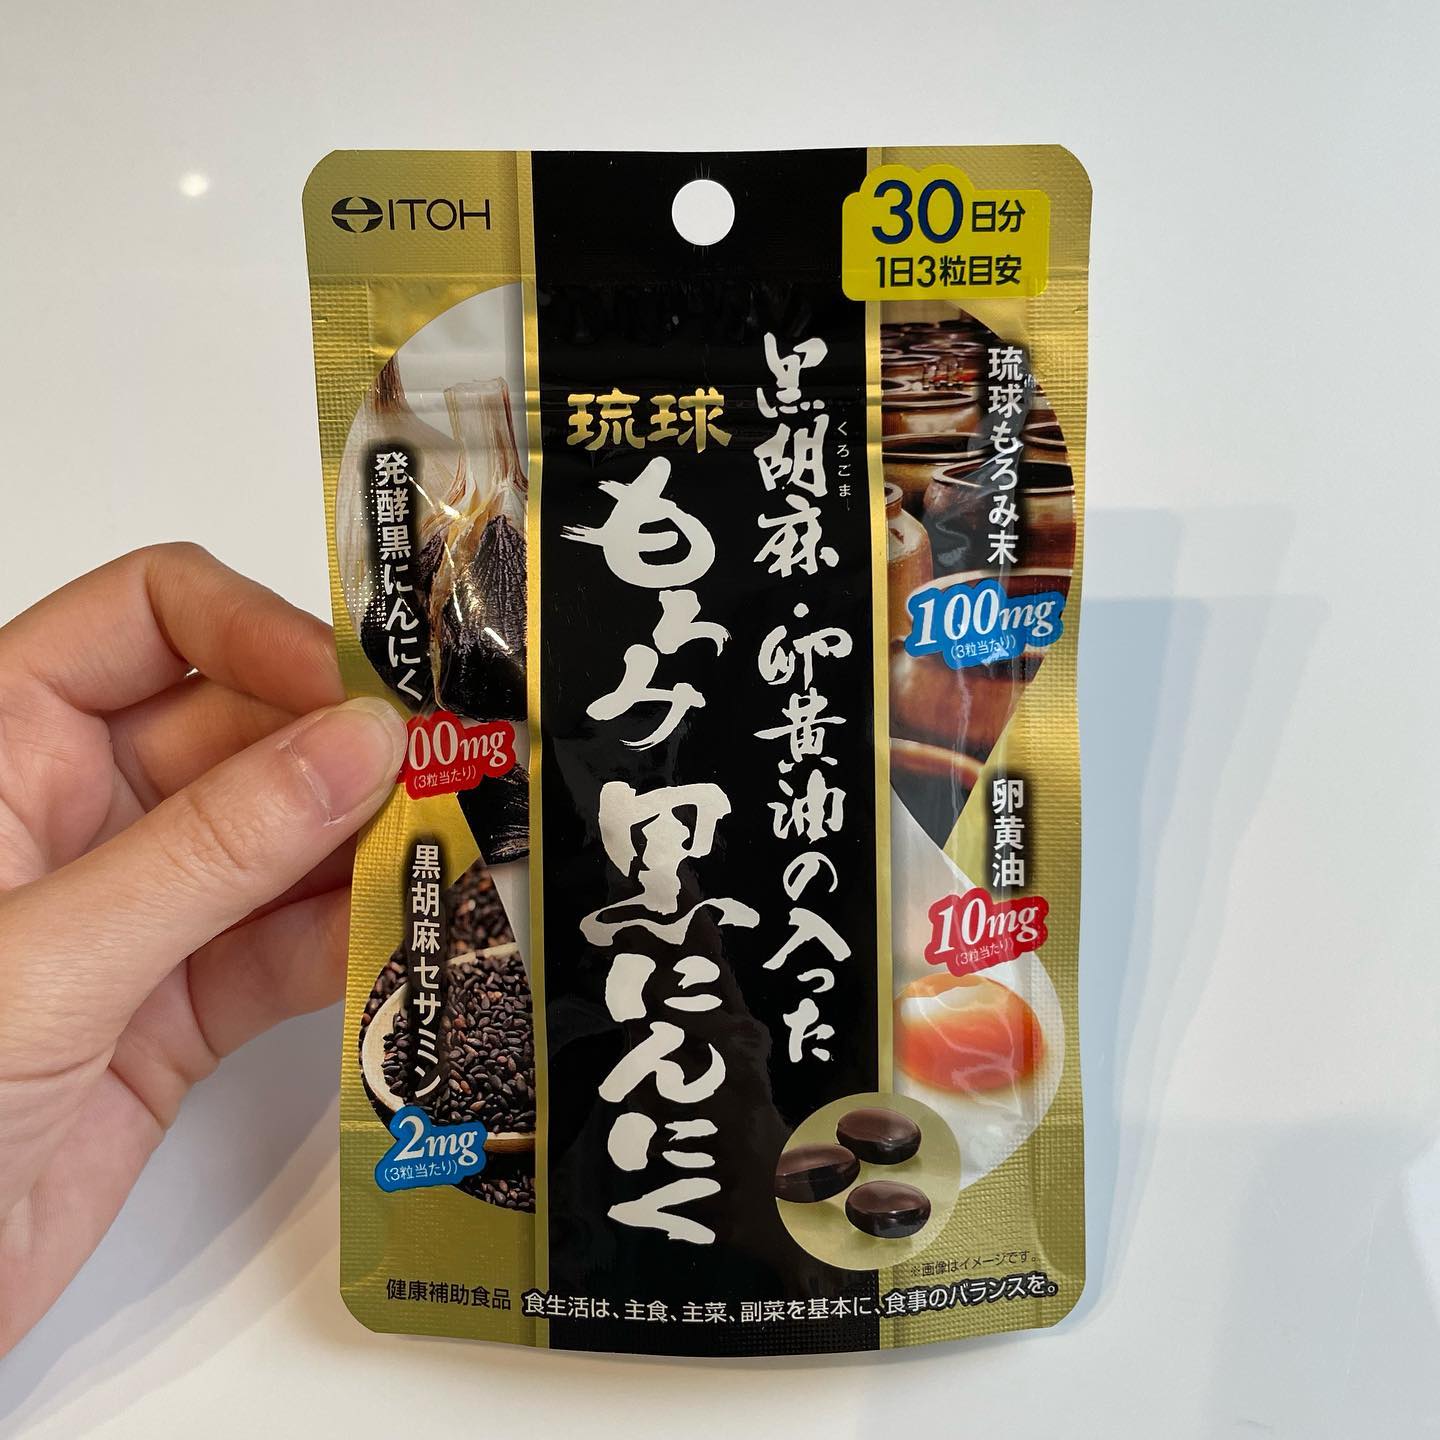 ITOH
30日分
1日3粒目安
黒胡麻・卵黄油の入った
くろごま
琉球
もろみ黒にんにく
発酵黒にんにく
00mg
(3粒当たり)
黒胡麻セサミン
2mg
(3粒当たり)
琉球もろみ末
100mg
(3粒当たり)
卵黄油
10mg
(3粒当たり)
※画像はイメージです。
健康補助食品 食生活は、主食、主菜、副菜を基本に、食事のバランスを。